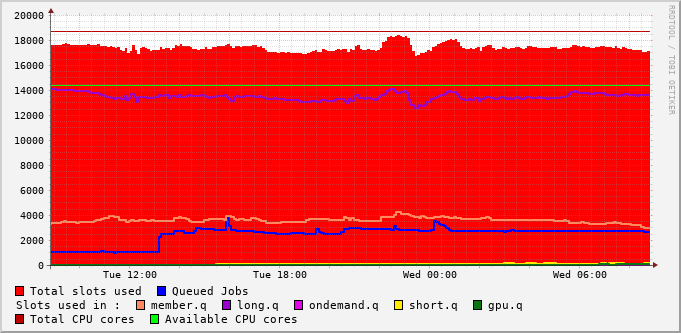 20000
18000
16000
14000
12000
10000
8000
6000
4000
2000
0
Tue 12:00 Tue 18:00 Wed 00:00 Wed 06:00
Total slots used Queued Jobs
Slots used in : member.q long.q ondemand.q short.q gpu.q
Total CPU cores Available CPU cores
RRDTOOL / TOBI OETIKER